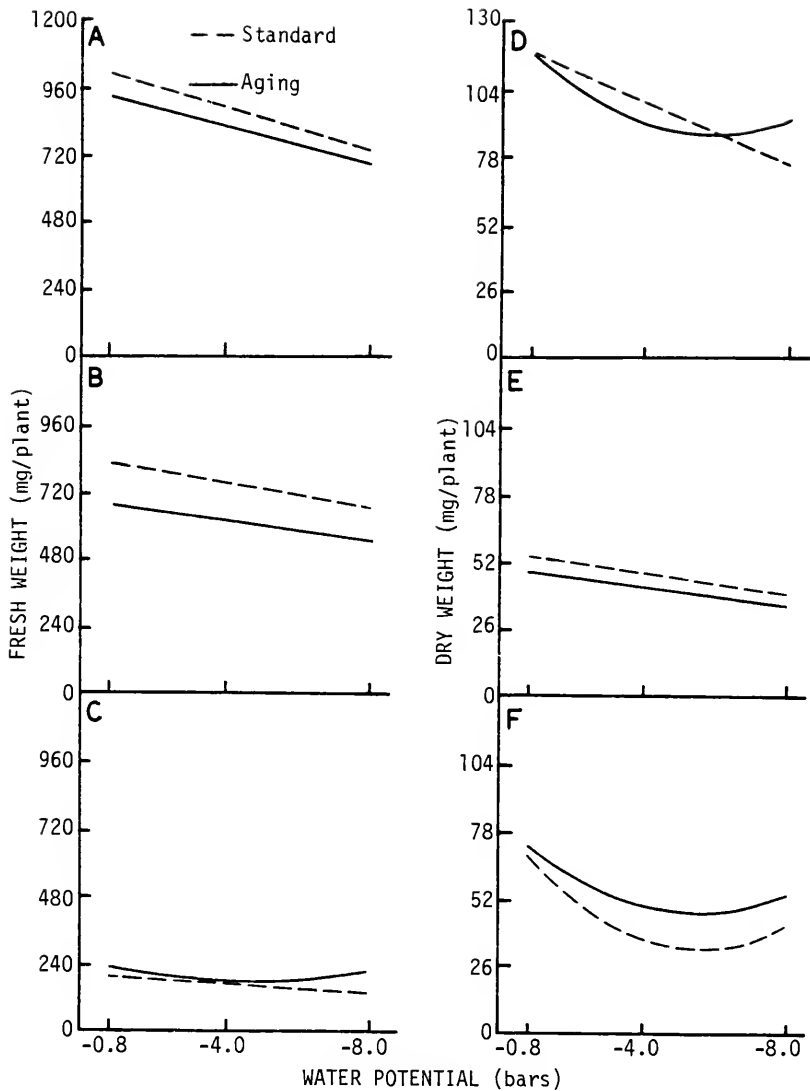 A
-- Standard
— Aging
1200
960
720
480
240
0
B
960
720
480
240
0
C
960
720
480
240
0
-0.8 -4.0 -8.0
FRESH WEIGHT (mg/plant)
D
130
104
78
52
26
0
E
104
78
52
26
0
F
104
78
52
26
0
-0.8 -4.0 -8.0
DRY WEIGHT (mg/plant)
WATER POTENTIAL (bars)